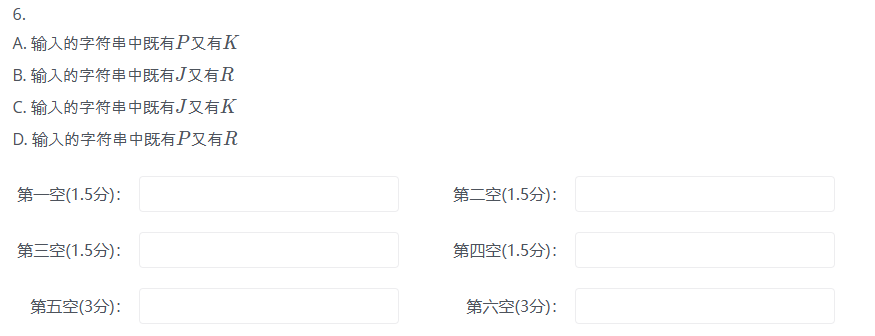 6.
A. 输入的字符串中既有P又有K
B. 输入的字符串中既有J又有R
C. 输入的字符串中既有J又有K
D. 输入的字符串中既有P又有R
第一空(1.5分)： 第二空(1.5分)：
第三空(1.5分)： 第四空(1.5分)：
第五空(3分)： 第六空(3分)：